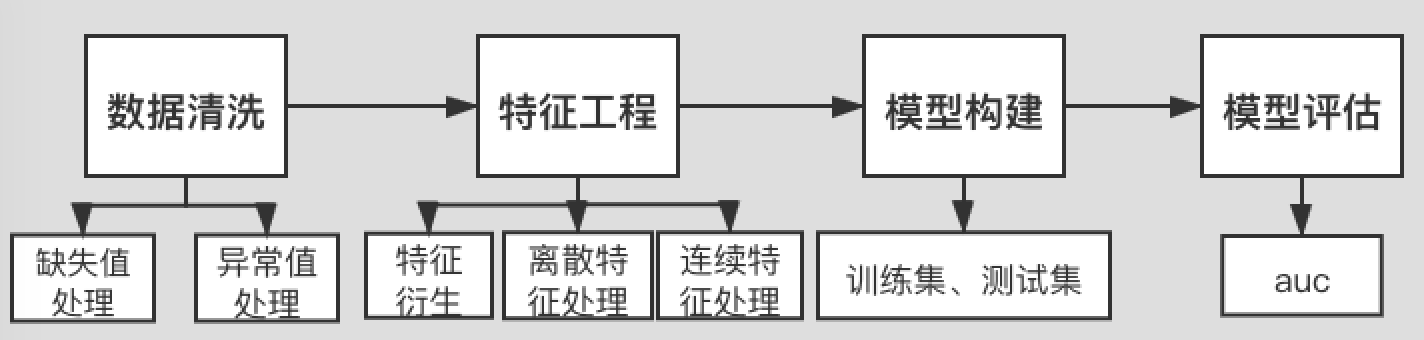 数据清洗
特征工程
模型构建
模型评估
缺失值
处理
异常值
处理
特征
衍生
离散特
征处理
连续特
征处理
训练集、测试集
auc